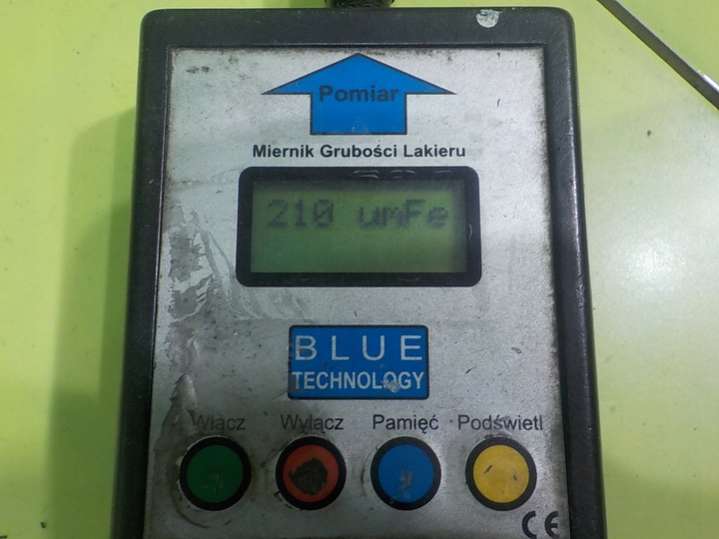 Pomiar
Miernik Grubości Lakieru
210 umFe
BLUE
TECHNOLOGY
Włącz Wyłącz Pamięć Podświetl
CE